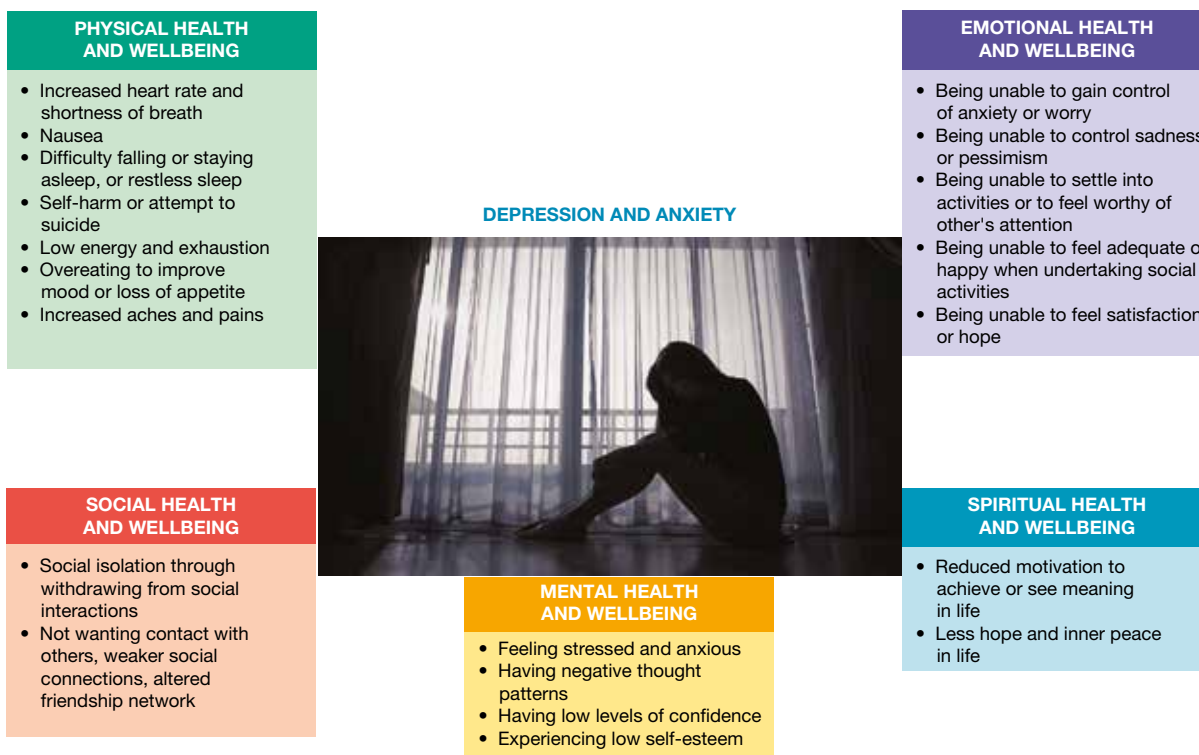 PHYSICAL HEALTH
AND WELLBEING
• Increased heart rate and
shortness of breath
• Nausea
• Difficulty falling or staying
asleep, or restless sleep
• Self-harm or attempt to
suicide
• Low energy and exhaustion
• Overeating to improve
mood or loss of appetite
• Increased aches and pains
EMOTIONAL HEALTH
AND WELLBEING
• Being unable to gain control
of anxiety or worry
• Being unable to control sadness
or pessimism
• Being unable to settle into
activities or to feel worthy of
other's attention
• Being unable to feel adequate o
happy when undertaking social
activities
• Being unable to feel satisfaction
or hope
DEPRESSION AND ANXIETY
SOCIAL HEALTH
AND WELLBEING
• Social isolation through
withdrawing from social
interactions
• Not wanting contact with
others, weaker social
connections, altered
friendship network
MENTAL HEALTH
AND WELLBEING
• Feeling stressed and anxious
• Having negative thought
patterns
• Having low levels of confidence
• Experiencing low self-esteem
SPIRITUAL HEALTH
AND WELLBEING
• Reduced motivation to
achieve or see meaning
in life
• Less hope and inner peace
in life